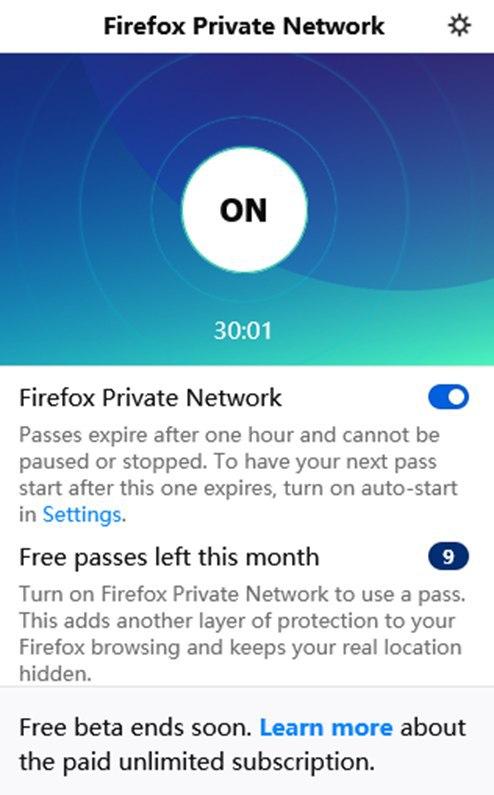 Firefox Private Network
ON
30:01
Firefox Private Network
Passes expire after one hour and cannot be
paused or stopped. To have your next pass
start after this one expires, turn on auto-start
in Settings.
Free passes left this month 9
Turn on Firefox Private Network to use a pass.
This adds another layer of protection to your
Firefox browsing and keeps your real location
hidden.
Free beta ends soon. Learn more about
the paid unlimited subscription.